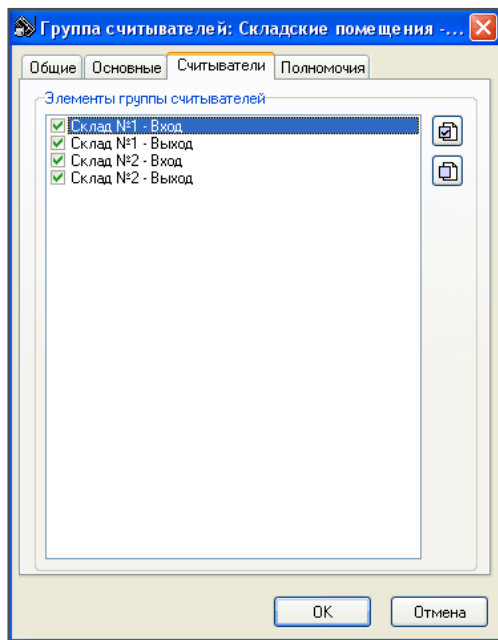 Группа считывателей: Складские помещения -...
Общие Основные Считыватели Полномочия
Элементы группы считывателей
Склад №1 - Вход
Склад №1 - Выход
Склад №2 - Вход
Склад №2 - Выход
OK Отмена